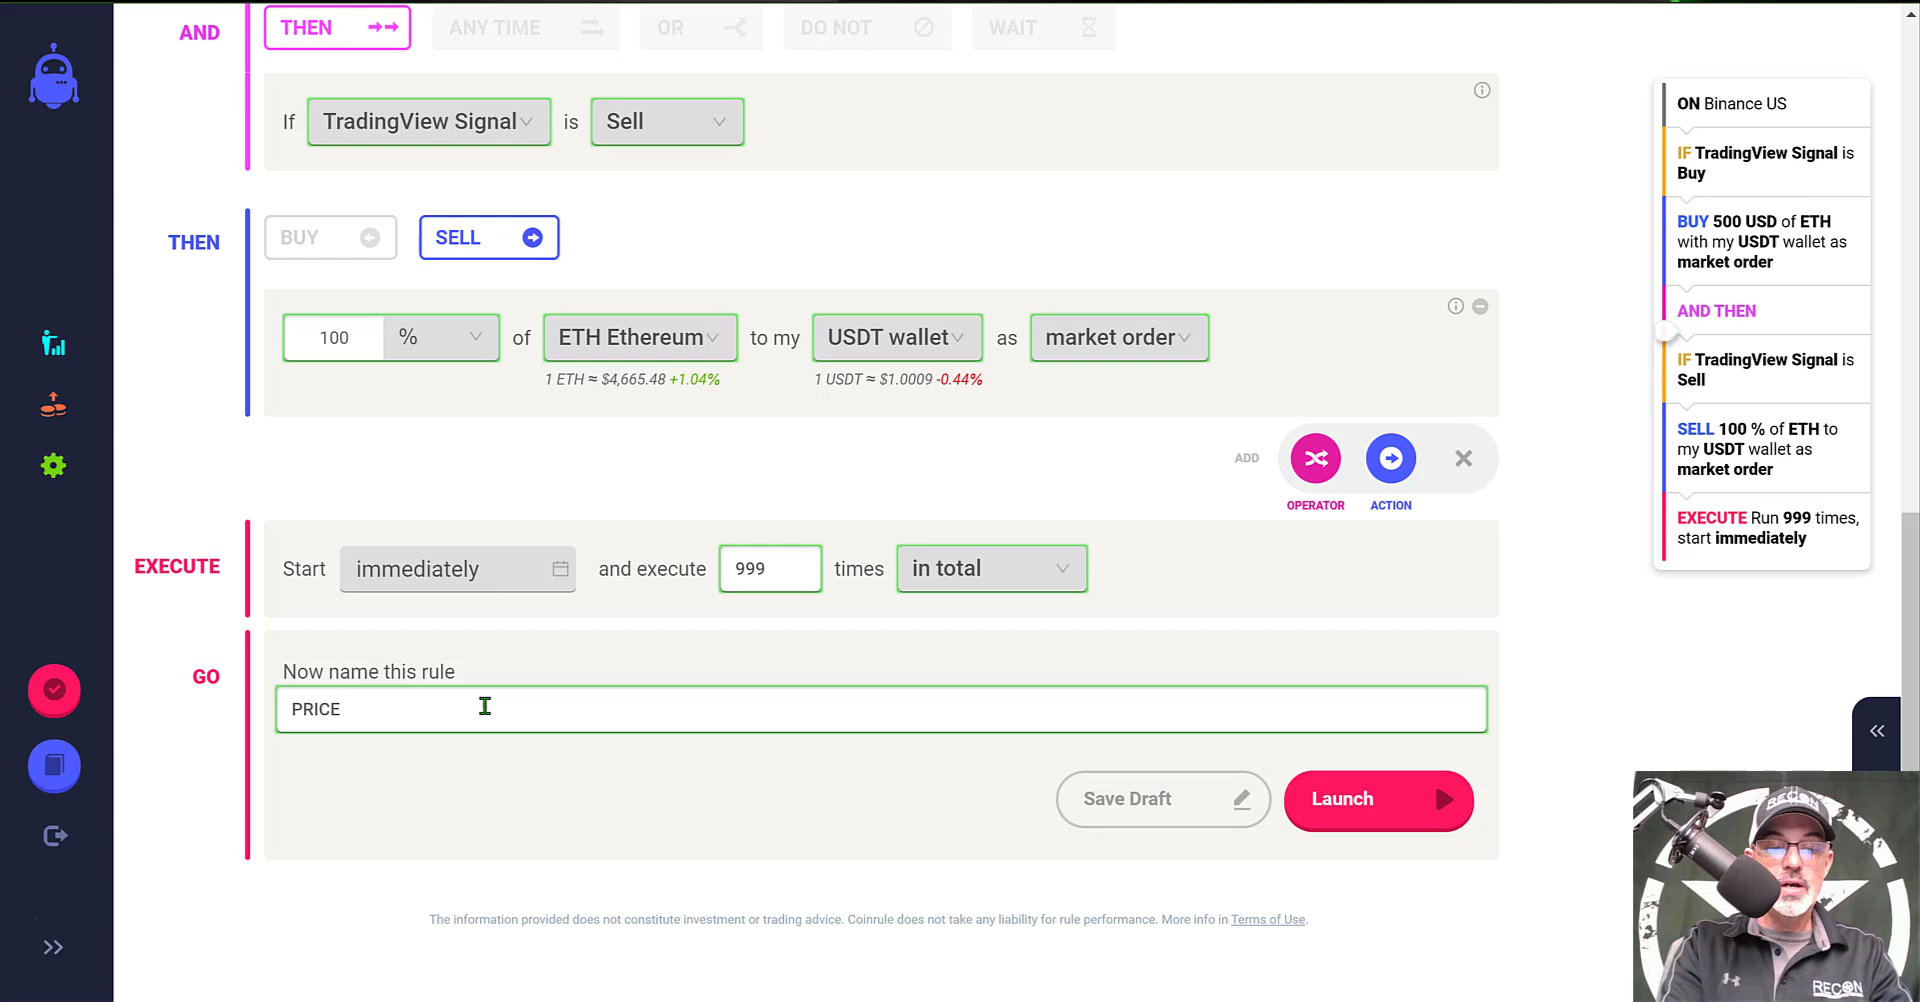 AND
THEN
ANY TIME
OR
DO NOT
WAIT
If TradingView Signal is Sell
THEN
BUY
SELL
100 % of ETH Ethereum to my USDT wallet as market order
1 ETH ≈ $4,665.48 +1.04%
1 USDT ≈ $1.0009 -0.44%
ADD
OPERATOR
ACTION
EXECUTE
Start immediately and execute 999 times in total
GO
Now name this rule
PRICE
Save Draft
Launch
The information provided does not constitute investment or trading advice. Coinrule does not take any liability for rule performance. More info in Terms of Use.
ON Binance US
IF TradingView Signal is
Buy
BUY 500 USD of ETH
with my USDT wallet as
market order
AND THEN
IF TradingView Signal is
Sell
SELL 100 % of ETH to
my USDT wallet as
market order
EXECUTE Run 999 times,
start immediately
RECON
RECON